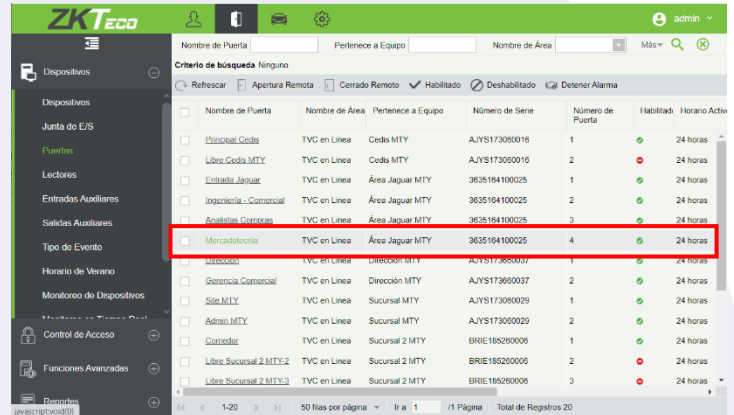 ZKTECO
admin
Nombre de Puerta Pertenece a Equipo Nombre de Área Más
Criterio de búsqueda Ninguno
Refrescar Apertura Remota Cerrado Remoto Habilitado Deshabilitado Detener Alarma
Dispositivos
Dispositivos
Junta de E/S
Puertas
Lectores
Entradas Auxiliares
Salidas Auxiliares
Tipo de Evento
Horario de Verano
Monitoreo de Dispositivos
Monitoreo en Tiempo Real
Control de Acceso
Funciones Avanzadas
Reportes
javascript:void(0)
Nombre de Puerta Nombre de Área Pertenece a Equipo Número de Serie Número de Puerta Habilitado Horario Active
Principal Cedis TVC en Linea Cedis MTY AJYS173060016 1 24 horas
Libre Cedis MTY TVC en Linea Cedis MTY AJYS173060016 2 24 horas
Entrada Jaguar TVC en Linea Área Jaguar MTY 3635164100025 1 24 horas
Ingeniería - Comercial TVC en Linea Área Jaguar MTY 3635164100025 2 24 horas
Analistas Compras TVC en Linea Área Jaguar MTY 3635164100025 3 24 horas
Mercadotecnia TVC en Linea Área Jaguar MTY 3635164100025 4 24 horas
Dirección TVC en Linea Dirección MTY AJYS173660037 1 24 horas
Gerencia Comercial TVC en Linea Dirección MTY AJYS173660037 2 24 horas
Site MTY TVC en Linea Sucursal MTY AJYS173060029 1 24 horas
Admin MTY TVC en Linea Sucursal MTY AJYS173060029 2 24 horas
Comedor TVC en Linea Sucursal 2 MTY BRIE185260006 1 24 horas
Libre Sucursal 2 MTY-2 TVC en Linea Sucursal 2 MTY BRIE185260006 2 24 horas
Libre Sucursal 2 MTY-3 TVC en Linea Sucursal 2 MTY BRIE185260006 3 24 horas
1-20 50 filas por página Ir a 1 /1 Página Total de Registros 20